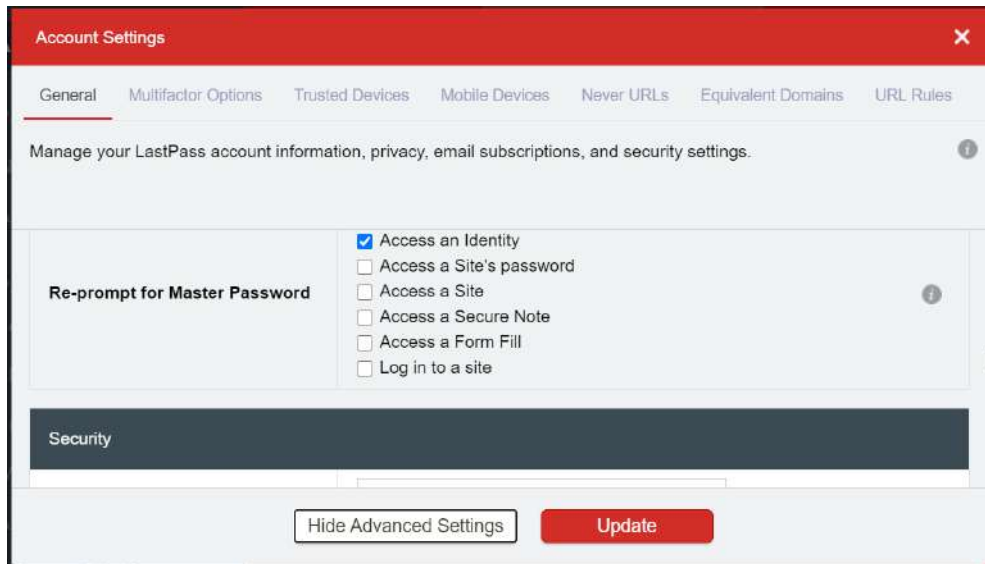 Account Settings
General Multifactor Options Trusted Devices Mobile Devices Never URLs Equivalent Domains URL Rules
Manage your LastPass account information, privacy, email subscriptions, and security settings.
Re-prompt for Master Password
Access an Identity
Access a Site's password
Access a Site
Access a Secure Note
Access a Form Fill
Log in to a site
Security
Hide Advanced Settings Update